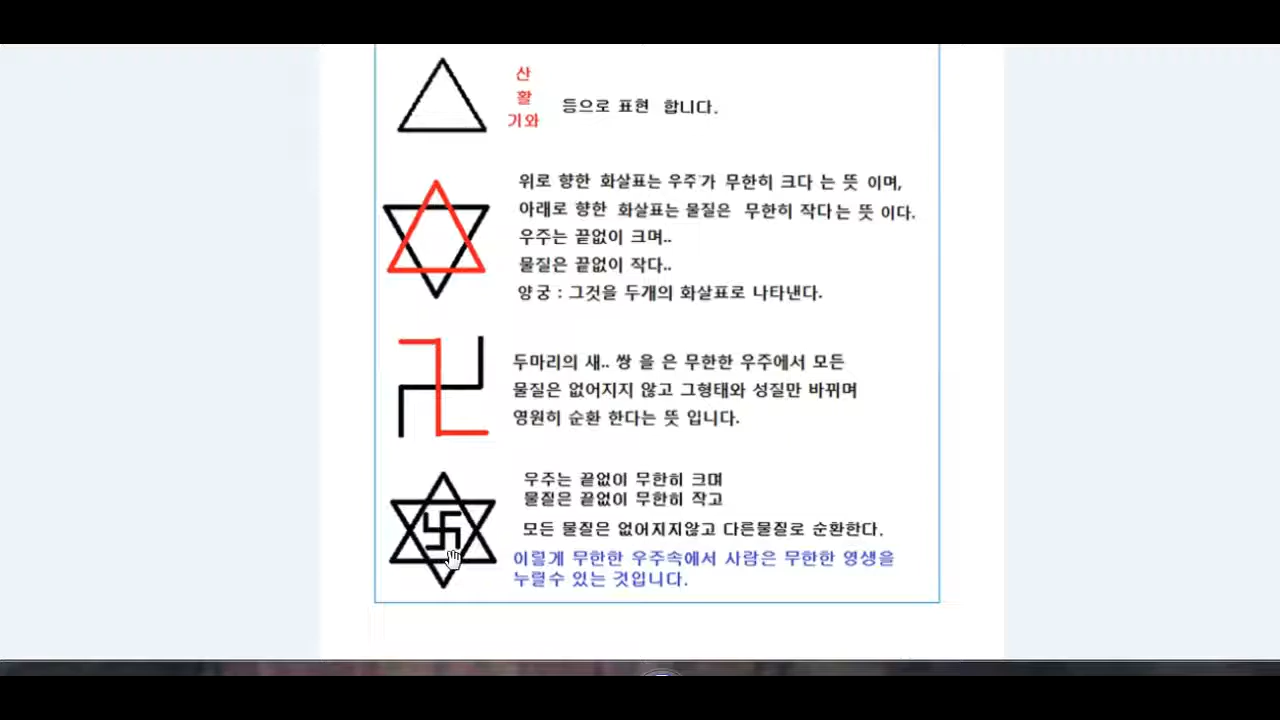 산
활
기와
등으로 표현 합니다.
위로 향한 화살표는 우주가 무한히 크다 는 뜻 이며,
아래로 향한 화살표는 물질은 무한히 작다는 뜻 이다.
우주는 끝없이 크며..
물질은 끝없이 작다..
양궁 : 그것을 두개의 화살표로 나타낸다.
두마리의 새.. 쌍 을 은 무한한 우주에서 모든
물질은 없어지지 않고 그형태와 성질만 바뀌며
영원히 순환 한다는 뜻 입니다.
우주는 끝없이 무한히 크며
물질은 끝없이 무한히 작고
모든 물질은 없어지지않고 다른물질로 순환한다.
이렇게 무한한 우주속에서 사람은 무한한 영생을
누릴수 있는 것입니다.